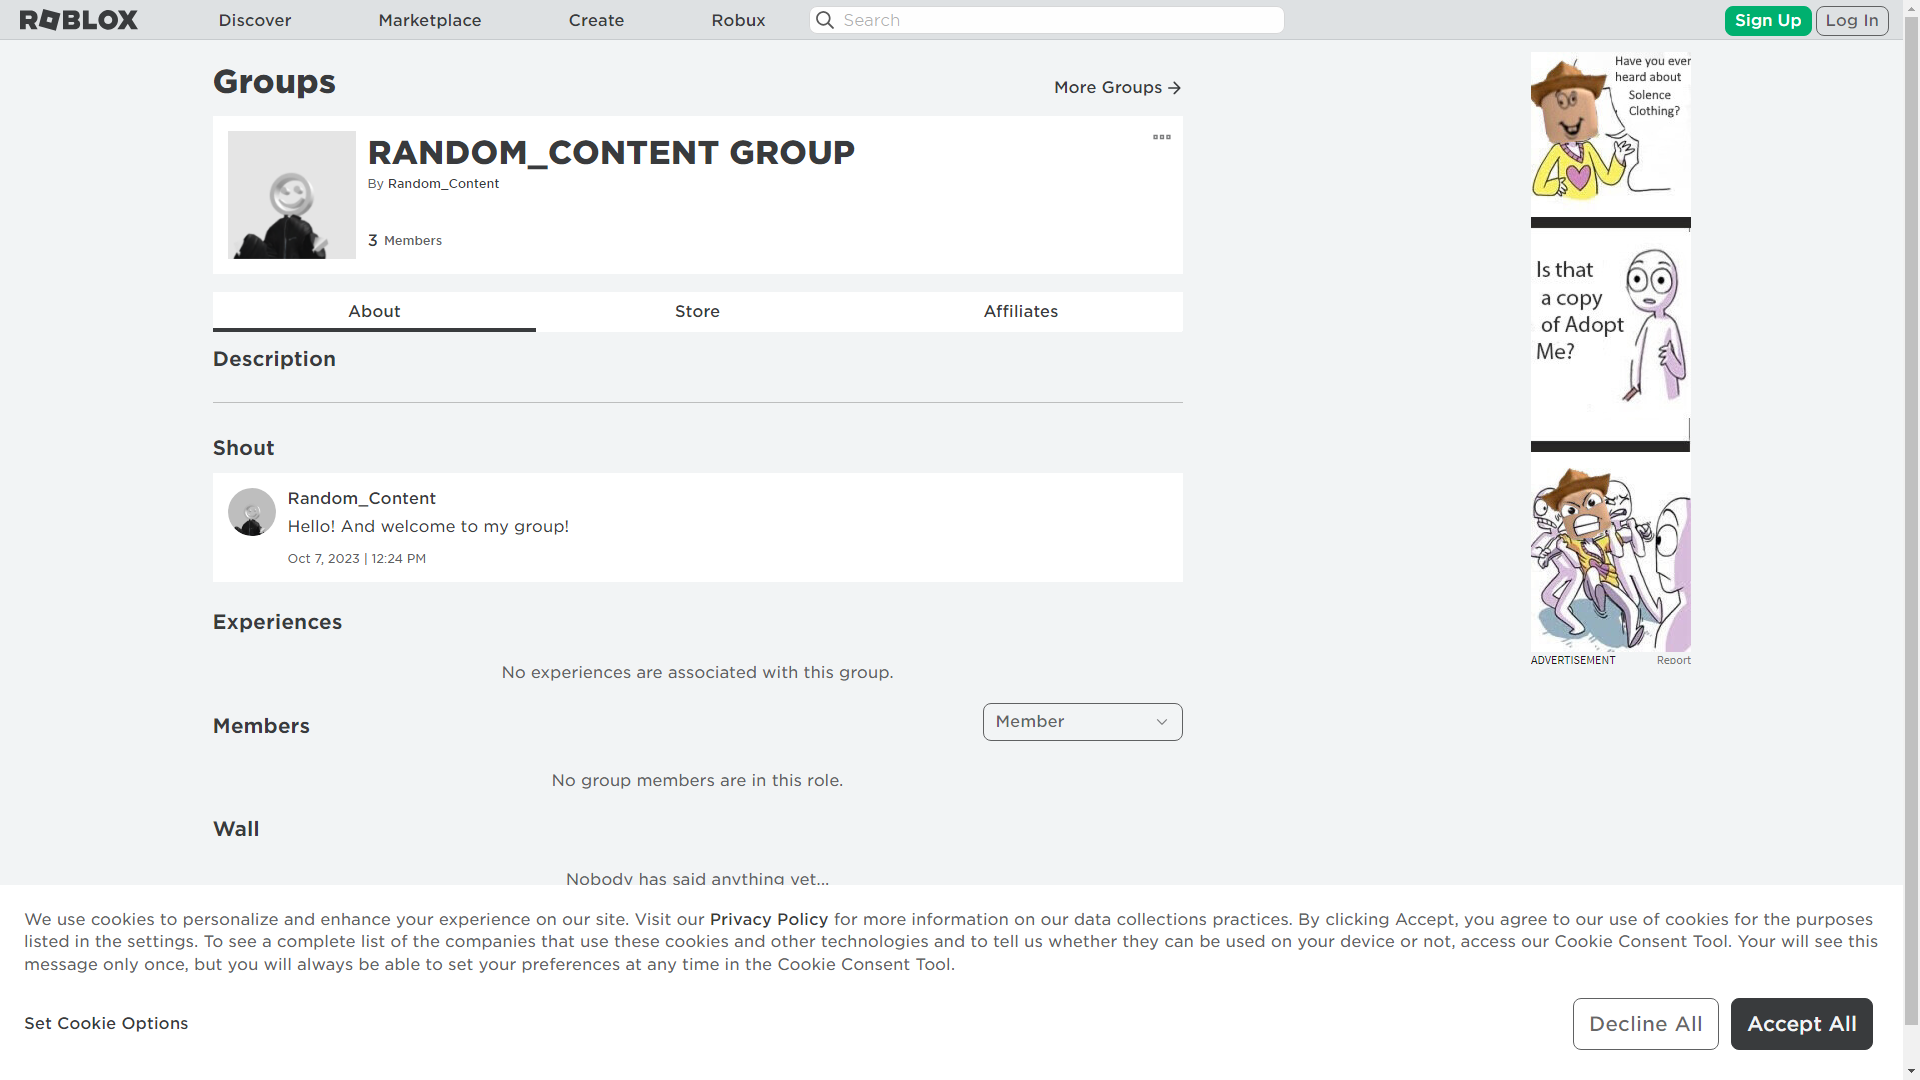 ROBLOX
Discover
Marketplace
Create
Robux
Search
Sign Up
Log In
Groups
More Groups
RANDOM_CONTENT GROUP
By Random_Content
3 Members
About
Store
Affiliates
Description
Shout
Random_Content
Hello! And welcome to my group!
Oct 7, 2023 | 12:24 PM
Experiences
No experiences are associated with this group.
Members
Member
No group members are in this role.
Wall
Nobody has said anything yet...
Have you ever
heard about
Solence
Clothing?
Is that
a copy
of Adopt
Me?
ADVERTISEMENT
Report
We use cookies to personalize and enhance your experience on our site. Visit our Privacy Policy for more information on our data collections practices. By clicking Accept, you agree to our use of cookies for the purposes
listed in the settings. To see a complete list of the companies that use these cookies and other technologies and to tell us whether they can be used on your device or not, access our Cookie Consent Tool. Your will see this
message only once, but you will always be able to set your preferences at any time in the Cookie Consent Tool.
Set Cookie Options
Decline All
Accept All